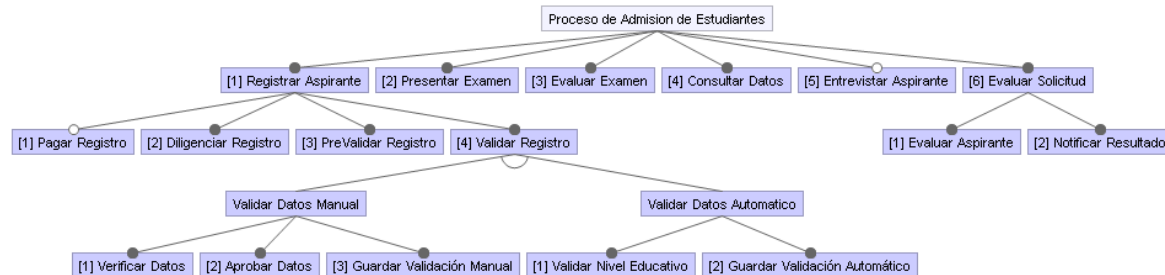 Proceso de Admision de Estudiantes
[1] Registrar Aspirante
[2] Presentar Examen
[3] Evaluar Examen
[4] Consultar Datos
[5] Entrevistar Aspirante
[6] Evaluar Solicitud
[1] Pagar Registro
[2] Diligenciar Registro
[3] PreValidar Registro
[4] Validar Registro
[1] Evaluar Aspirante
[2] Notificar Resultado
Validar Datos Manual
Validar Datos Automatico
[1] Verificar Datos
[2] Aprobar Datos
[3] Guardar Validación Manual
[1] Validar Nivel Educativo
[2] Guardar Validación Automático